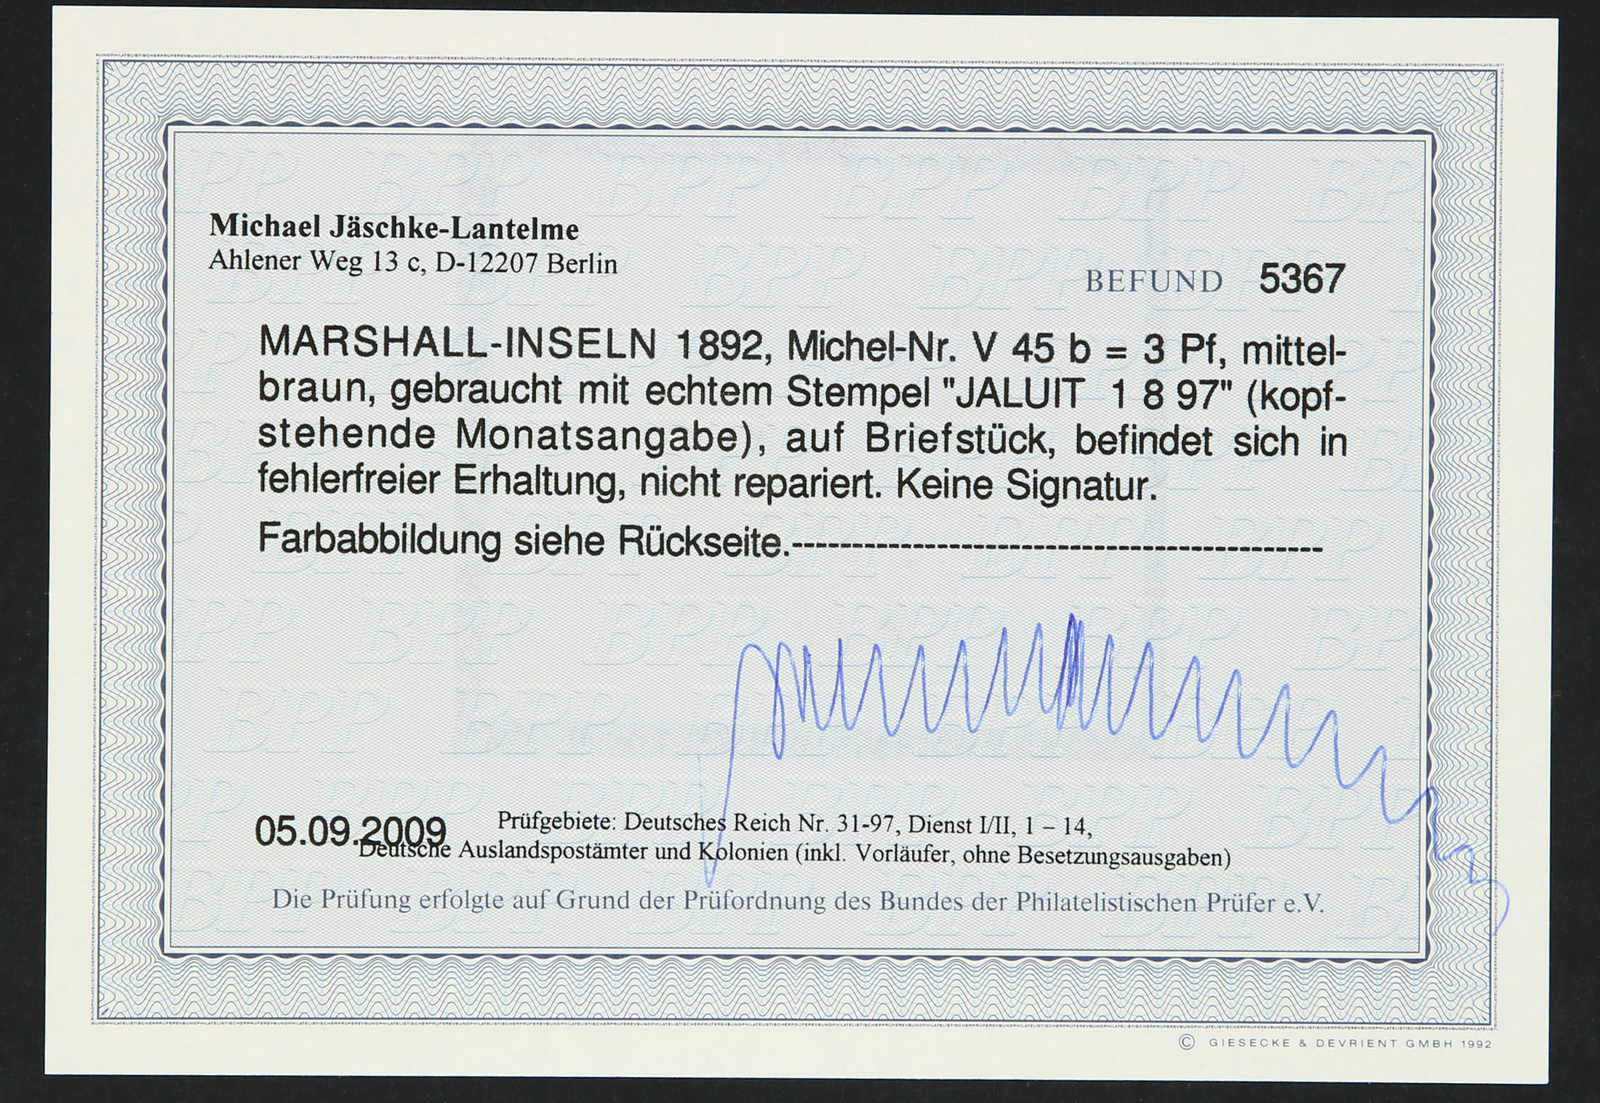 Michael Jäschke-Lantelme
Ahlener Weg 13 c, D-12207 Berlin
BEFUND 5367
MARSHALL-INSELN 1892, Michel-Nr. V 45 b = 3 Pf, mittel-
braun, gebraucht mit echtem Stempel "JALUIT 1 8 97" (kopf-
stehende Monatsangabe), auf Briefstück, befindet sich in
fehlerfreier Erhaltung, nicht repariert. Keine Signatur.
Farbabbildung siehe Rückseite.--------------------------------------------
05.09.2009
Prüfgebiete: Deutsches Reich Nr. 31-97, Dienst I/II, 1 – 14,
Deutsche Auslandspostämter und Kolonien (inkl. Vorläufer, ohne Besetzungsausgaben)
Die Prüfung erfolgte auf Grund der Prüfordnung des Bundes der Philatelistischen Prüfer e.V.
© GIESECKE & DEVRIENT GMBH 1992